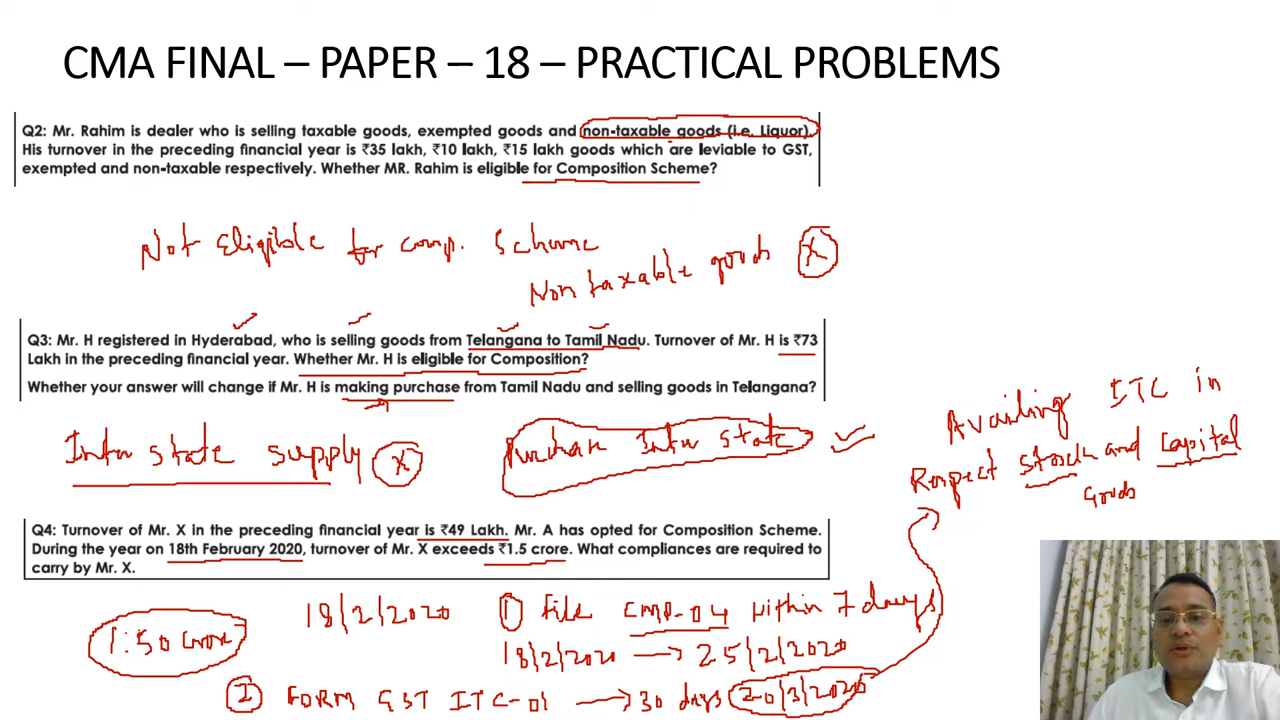 CMA FINAL – PAPER – 18 – PRACTICAL PROBLEMS
Q2: Mr. Rahim is dealer who is selling taxable goods, exempted goods and non-taxable goods (i.e. Liquor).
His turnover in the preceding financial year is ₹35 lakh, ₹10 lakh, ₹15 lakh goods which are leviable to GST,
exempted and non-taxable respectively. Whether MR. Rahim is eligible for Composition Scheme?
Not Eligible for comp. Scheme
Non taxable goods X
Q3: Mr. H registered in Hyderabad, who is selling goods from Telangana to Tamil Nadu. Turnover of Mr. H is ₹73
Lakh in the preceding financial year. Whether Mr. H is eligible for Composition?
Whether your answer will change if Mr. H is making purchase from Tamil Nadu and selling goods in Telangana?
Inter state supply X
Purchase Inter state
Availing ITC in
Respect stock and capital
Goods
Q4: Turnover of Mr. X in the preceding financial year is ₹49 Lakh. Mr. A has opted for Composition Scheme.
During the year on 18th February 2020, turnover of Mr. X exceeds ₹1.5 crore. What compliances are required to
carry by Mr. X.
1.50 crore
18/2/2020 1 File CMP-04 within 7 days
18/2/2020 → 25/2/2020
2 FORM GST ITC-01 → 30 days 20/3/2020